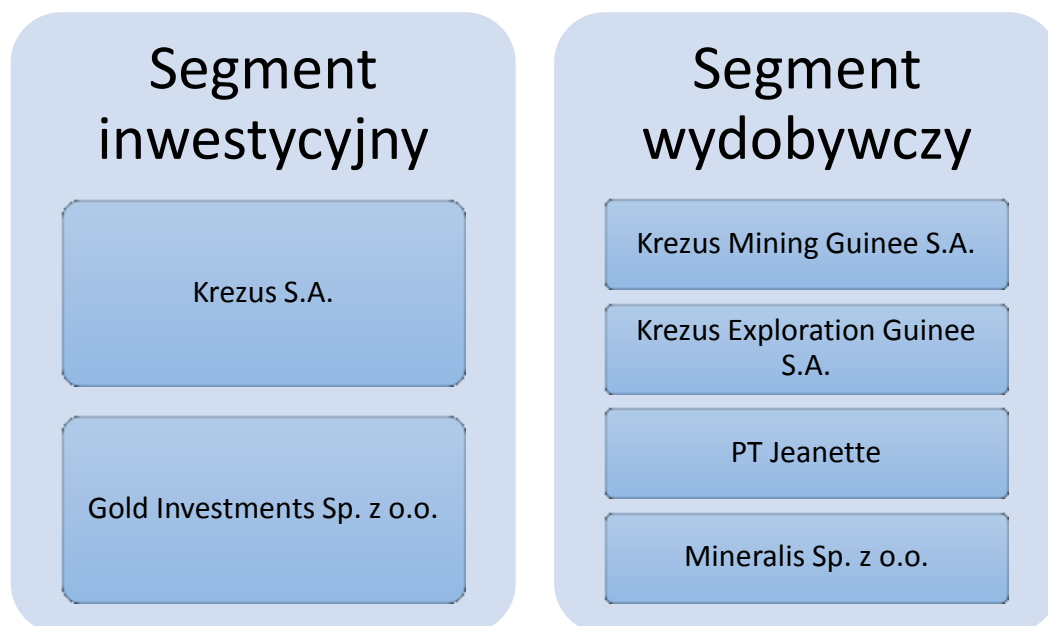 Segment
inwestycyjny
Krezus S.A.
Gold Investments Sp. z o.o.
Segment
wydobywczy
Krezus Mining Guinee S.A.
Krezus Exploration Guinee
S.A.
PT Jeanette
Mineralis Sp. z o.o.